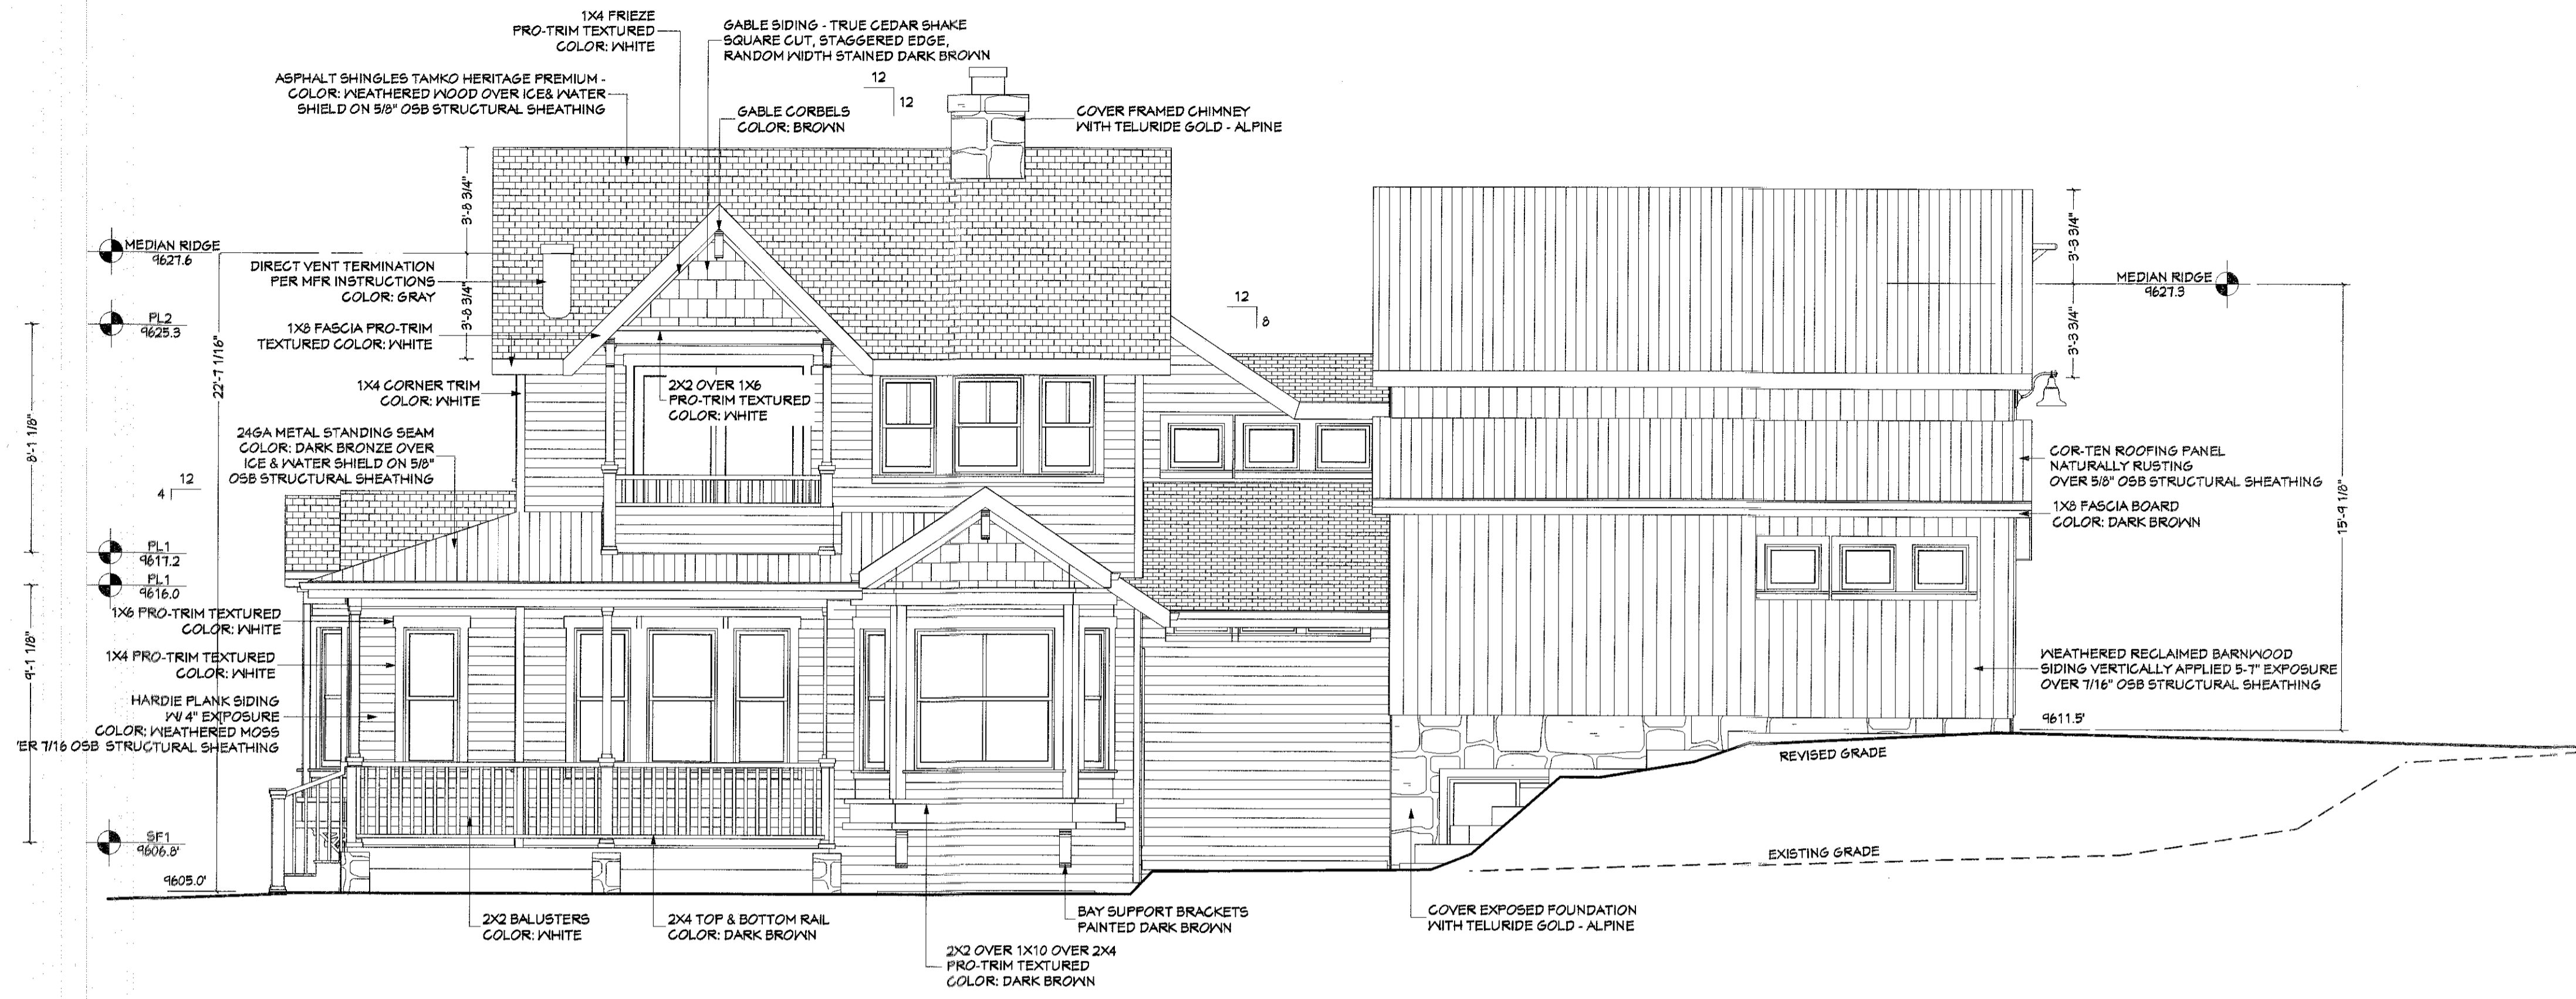 1X4 FRIEZE
PRO-TRIM TEXTURED
COLOR: WHITE
GABLE SIDING - TRUE CEDAR SHAKE
SQUARE CUT, STAGGERED EDGE,
RANDOM WIDTH STAINED DARK BROWN
ASPHALT SHINGLES TAMKO HERITAGE PREMIUM -
COLOR: WEATHERED WOOD OVER ICE& WATER
SHIELD ON 5/8" OSB STRUCTURAL SHEATHING
12
12
GABLE CORBELS
COLOR: BROWN
COVER FRAMED CHIMNEY
WITH TELURIDE GOLD - ALPINE
3'-8 3/4"
3'-8 3/4"
MEDIAN RIDGE
9627.6
DIRECT VENT TERMINATION
PER MFR INSTRUCTIONS
COLOR: GRAY
PL2
9625.3
1X8 FASCIA PRO-TRIM
TEXTURED COLOR: WHITE
22'-7 1/16"
1X4 CORNER TRIM
COLOR: WHITE
2X2 OVER 1X6
PRO-TRIM TEXTURED
COLOR: WHITE
12
8
3'-3 3/4"
3'-3 3/4"
MEDIAN RIDGE
9627.3
8'-1 1/8"
24GA METAL STANDING SEAM
COLOR: DARK BRONZE OVER
ICE & WATER SHIELD ON 5/8"
OSB STRUCTURAL SHEATHING
12
4
COR-TEN ROOFING PANEL
NATURALLY RUSTING
OVER 5/8" OSB STRUCTURAL SHEATHING
1X8 FASCIA BOARD
COLOR: DARK BROWN
15'-9 1/8"
PL1
9617.2
PL1
9616.0
1X6 PRO-TRIM TEXTURED
COLOR: WHITE
1X4 PRO-TRIM TEXTURED
COLOR: WHITE
9'-1 1/8"
HARDIE PLANK SIDING
W/ 4" EXPOSURE
COLOR: WEATHERED MOSS
'ER 7/16 OSB STRUCTURAL SHEATHING
WEATHERED RECLAIMED BARNWOOD
SIDING VERTICALLY APPLIED 5-7" EXPOSURE
OVER 7/16" OSB STRUCTURAL SHEATHING
9611.5'
REVISED GRADE
SF1
9606.8'
9605.0'
EXISTING GRADE
2X2 BALUSTERS
COLOR: WHITE
2X4 TOP & BOTTOM RAIL
COLOR: DARK BROWN
BAY SUPPORT BRACKETS
PAINTED DARK BROWN
COVER EXPOSED FOUNDATION
WITH TELURIDE GOLD - ALPINE
2X2 OVER 1X10 OVER 2X4
PRO-TRIM TEXTURED
COLOR: DARK BROWN